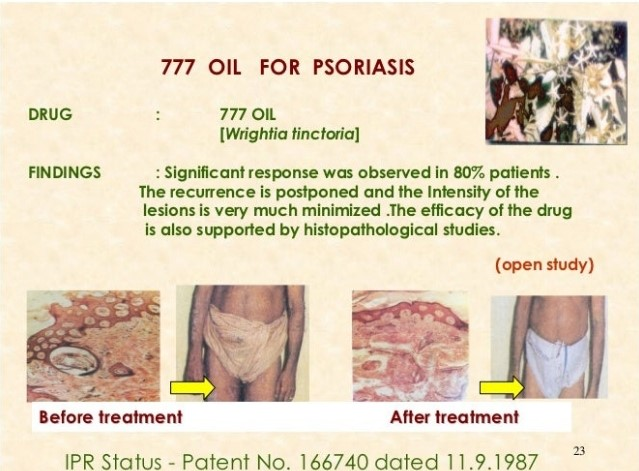 777 OIL FOR PSORIASIS
DRUG : 777 OIL
[Wrightia tinctoria]
FINDINGS : Significant response was observed in 80% patients .
The recurrence is postponed and the Intensity of the
lesions is very much minimized .The efficacy of the drug
is also supported by histopathological studies.
(open study)
Before treatment After treatment
IPR Status - Patent No. 166740 dated 11.9.1987
23